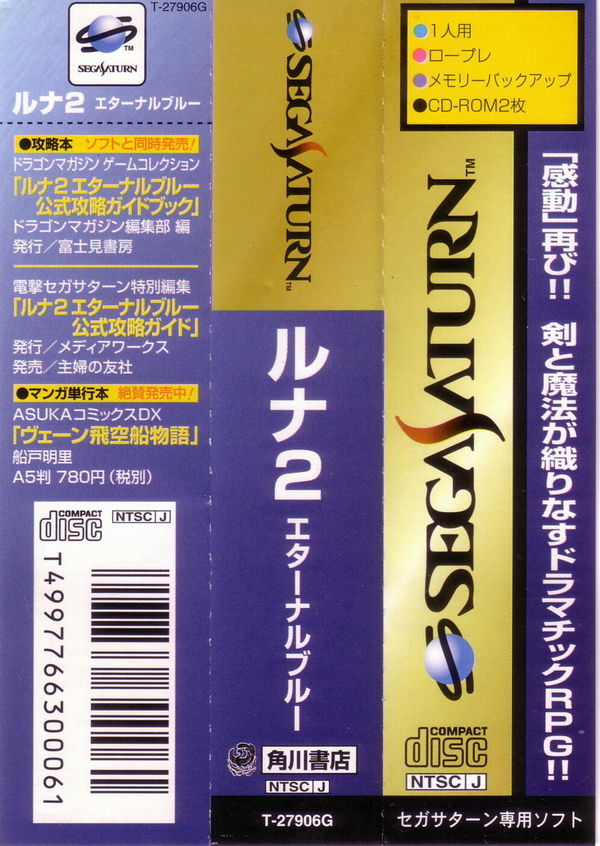 T-27906G
TM
SEGA SATURN
ルナ2 エターナルブルー
●攻略本 ソフトと同時発売!
ドラゴンマガジン ゲームコレクション
「ルナ2 エターナルブルー
公式攻略ガイドブック」
ドラゴンマガジン編集部 編
発行／富士見書房
電撃セガサターン特別編集
「ルナ2 エターナルブルー
公式攻略ガイド」
発行／メディアワークス
発売／主婦の友社
●マンガ単行本 絶賛発売中!
ASUKAコミックスDX
「ヴェーン飛空船物語」
船戸明里
A5判 780円(税別)
COMPACT
disc
NTSC J
T4997766300061
SEGA SATURN
TM
ルナ2 エターナルブルー
角川書店
NTSC J
T-27906G
●1人用
●ロープレ
●メモリーバックアップ
●CD-ROM2枚
SEGA SATURN
TM
COMPACT
disc
NTSC J
「感動」再び!! 剣と魔法が織りなすドラマチックRPG!!
セガサターン専用ソフト